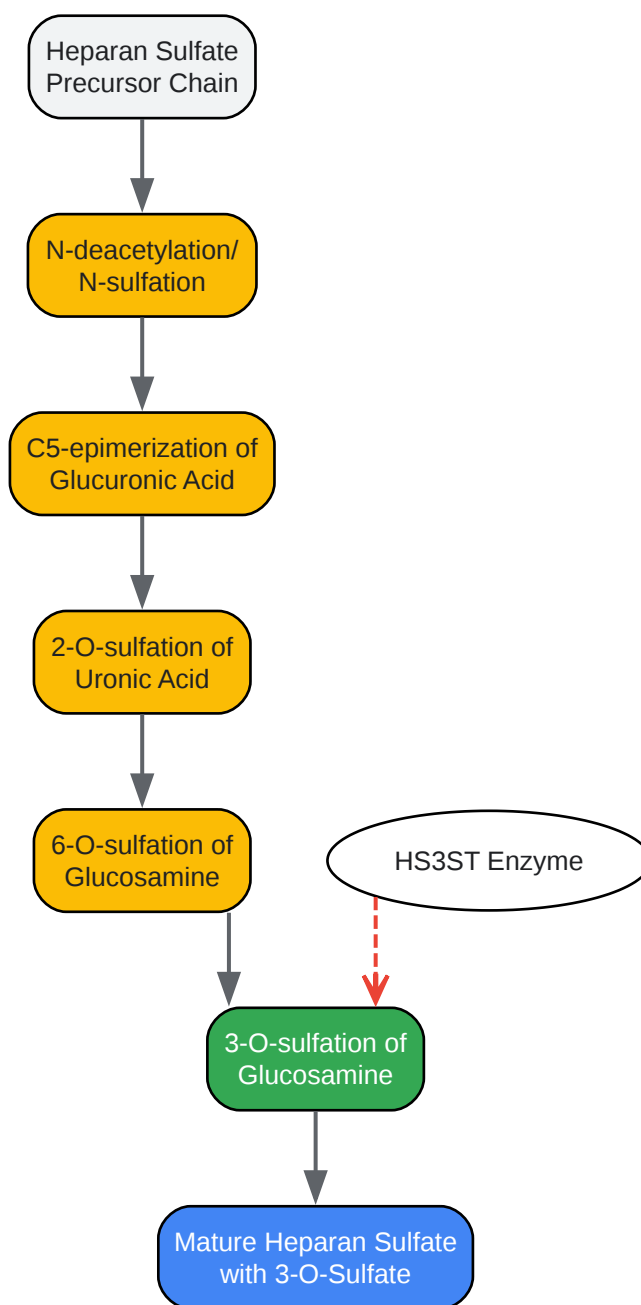 Heparan Sulfate
Precursor Chain
N-deacetylation/
N-sulfation
C5-epimerization of
Glucuronic Acid
2-O-sulfation of
Uronic Acid
6-O-sulfation of
Glucosamine
HS3ST Enzyme
3-O-sulfation of
Glucosamine
Mature Heparan Sulfate
with 3-O-Sulfate